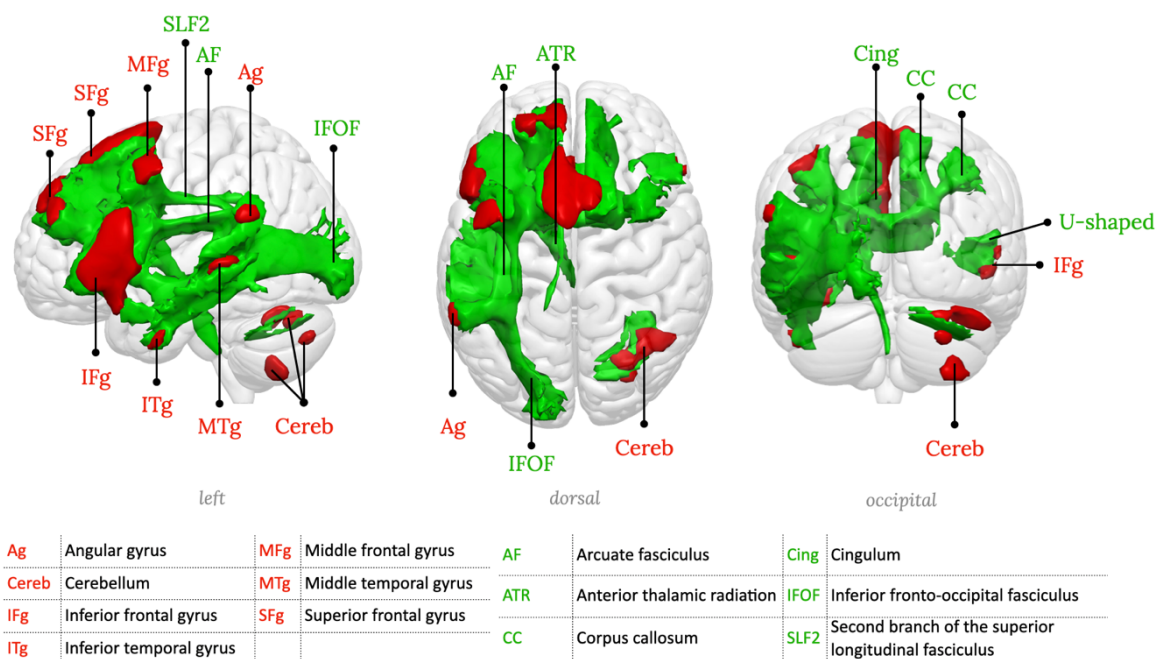 SLF2
AF
MFg
Ag
SFg
SFg
IFOF
IFg
ITg
MTg
Cereb
left
AF
ATR
Ag
IFOF
Cereb
dorsal
Cing
CC
CC
U-shaped
IFg
Cereb
occipital
Ag Angular gyrus MFg Middle frontal gyrus
Cereb Cerebellum MTg Middle temporal gyrus
IFg Inferior frontal gyrus SFg Superior frontal gyrus
ITg Inferior temporal gyrus
AF Arcuate fasciculus Cing Cingulum
ATR Anterior thalamic radiation IFOF Inferior fronto-occipital fasciculus
CC Corpus callosum SLF2 Second branch of the superior
longitudinal fasciculus